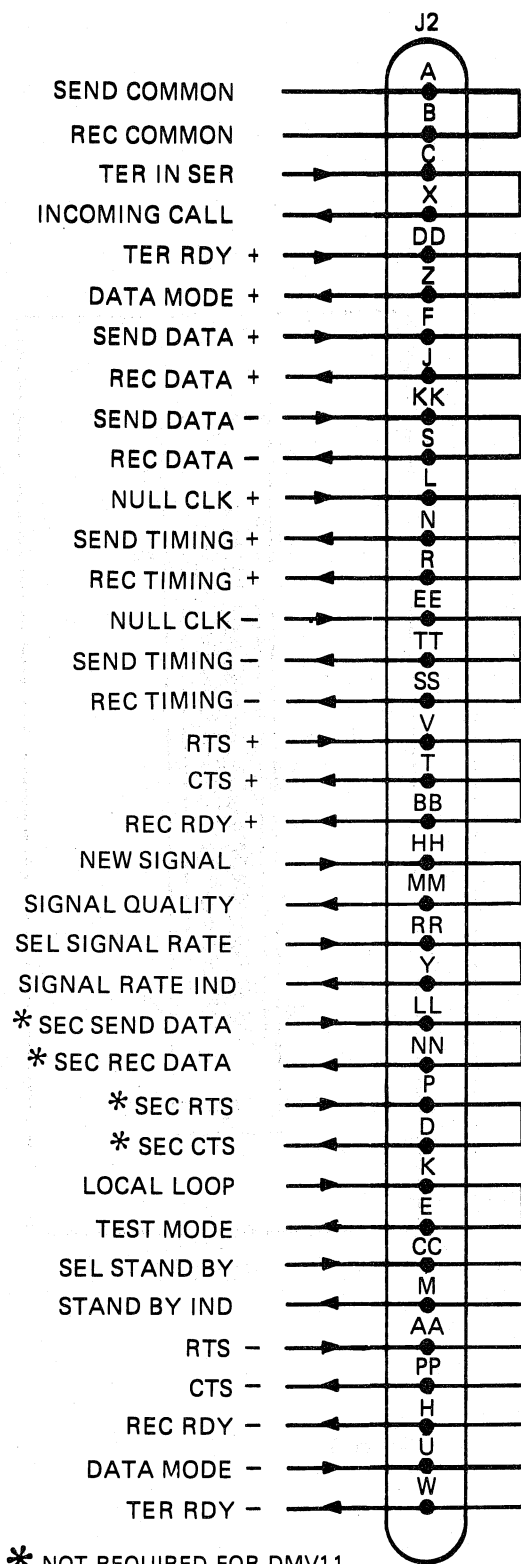 J2
SEND COMMON A
REC COMMON B
TER IN SER C
INCOMING CALL X
TER RDY + DD
DATA MODE + Z
SEND DATA + F
REC DATA + J
SEND DATA - KK
REC DATA - S
NULL CLK + L
SEND TIMING + N
REC TIMING + R
NULL CLK - EE
SEND TIMING - TT
REC TIMING - SS
RTS + V
CTS + T
REC RDY + BB
NEW SIGNAL HH
SIGNAL QUALITY MM
SEL SIGNAL RATE RR
SIGNAL RATE IND Y
* SEC SEND DATA LL
* SEC REC DATA NN
* SEC RTS P
* SEC CTS D
LOCAL LOOP K
TEST MODE E
SEL STAND BY CC
STAND BY IND M
RTS - AA
CTS - PP
REC RDY - H
DATA MODE - U
TER RDY - W
* NOT REQUIRED FOR DMV11